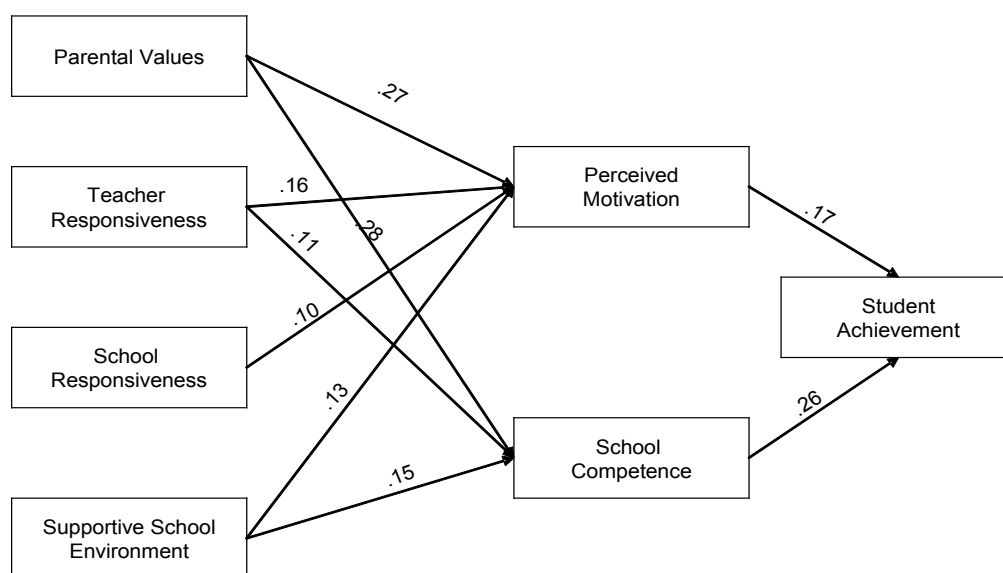 Parental Values
.27
Teacher
Responsiveness
.16
.11
.28
Perceived
Motivation
.17
School
Responsiveness
.10
.13
Student
Achievement
Supportive School
Environment
.15
School
Competence
.26